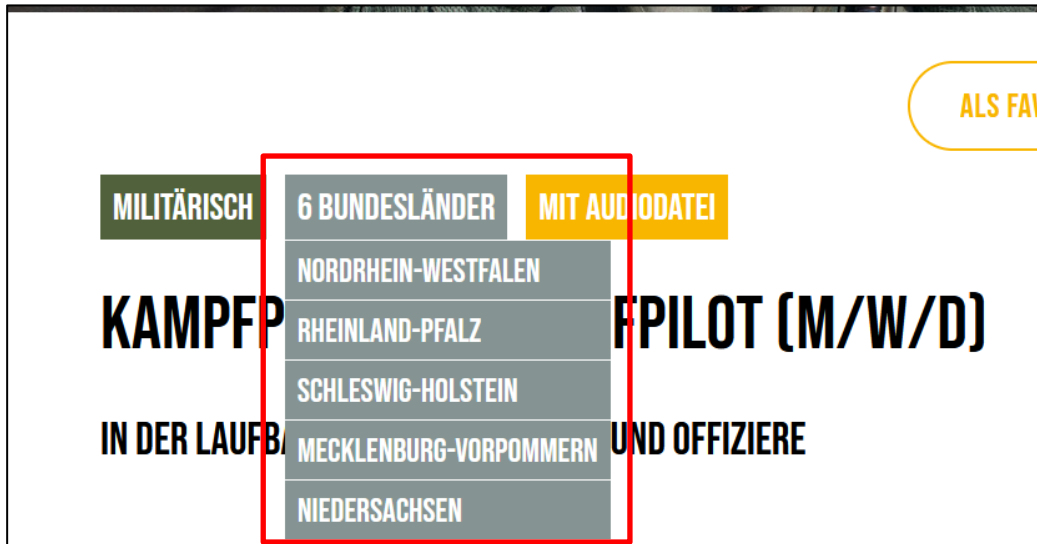 ALS FAV
MILITÄRISCH
6 BUNDESLÄNDER
MIT AUDIODATEI
NORDRHEIN-WESTFALEN
KAMPFP FPILOT (M/W/D)
RHEINLAND-PFALZ
SCHLESWIG-HOLSTEIN
IN DER LAUFBA UND OFFIZIERE
MECKLENBURG-VORPOMMERN
NIEDERSACHSEN